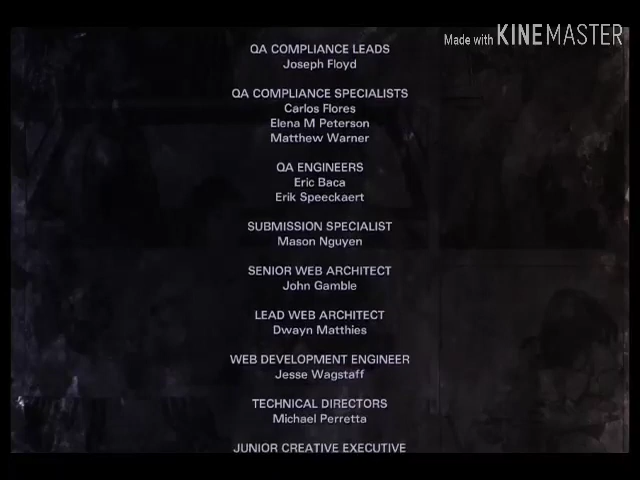 Made with KINEMASTER
QA COMPLIANCE LEADS
Joseph Floyd
QA COMPLIANCE SPECIALISTS
Carlos Flores
Elena M Peterson
Matthew Warner
QA ENGINEERS
Eric Baca
Erik Speeckaert
SUBMISSION SPECIALIST
Mason Nguyen
SENIOR WEB ARCHITECT
John Gamble
LEAD WEB ARCHITECT
Dwayn Matthies
WEB DEVELOPMENT ENGINEER
Jesse Wagstaff
TECHNICAL DIRECTORS
Michael Perretta
JUNIOR CREATIVE EXECUTIVE